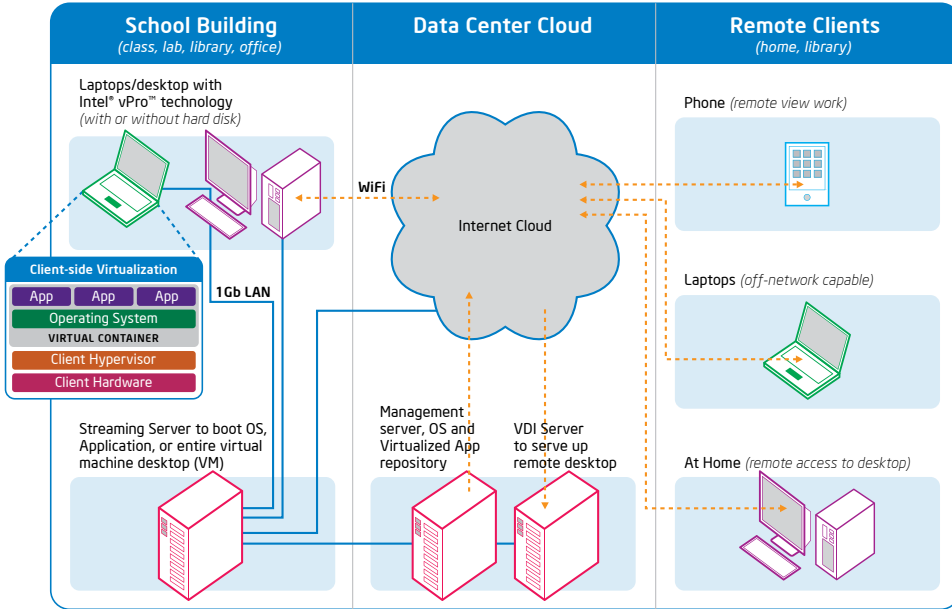 School Building
(class, lab, library, office)
Data Center Cloud
Remote Clients
(home, library)
Laptops/desktop with
Intel® vPro™ technology
(with or without hard disk)
WiFi
Internet Cloud
Phone (remote view work)
Client-side Virtualization
App App App
Operating System
VIRTUAL CONTAINER
Client Hypervisor
Client Hardware
1Gb LAN
Laptops (off-network capable)
Streaming Server to boot OS,
Application, or entire virtual
machine desktop (VM)
Management
server, OS and
Virtualized App
repository
VDI Server
to serve up
remote desktop
At Home (remote access to desktop)